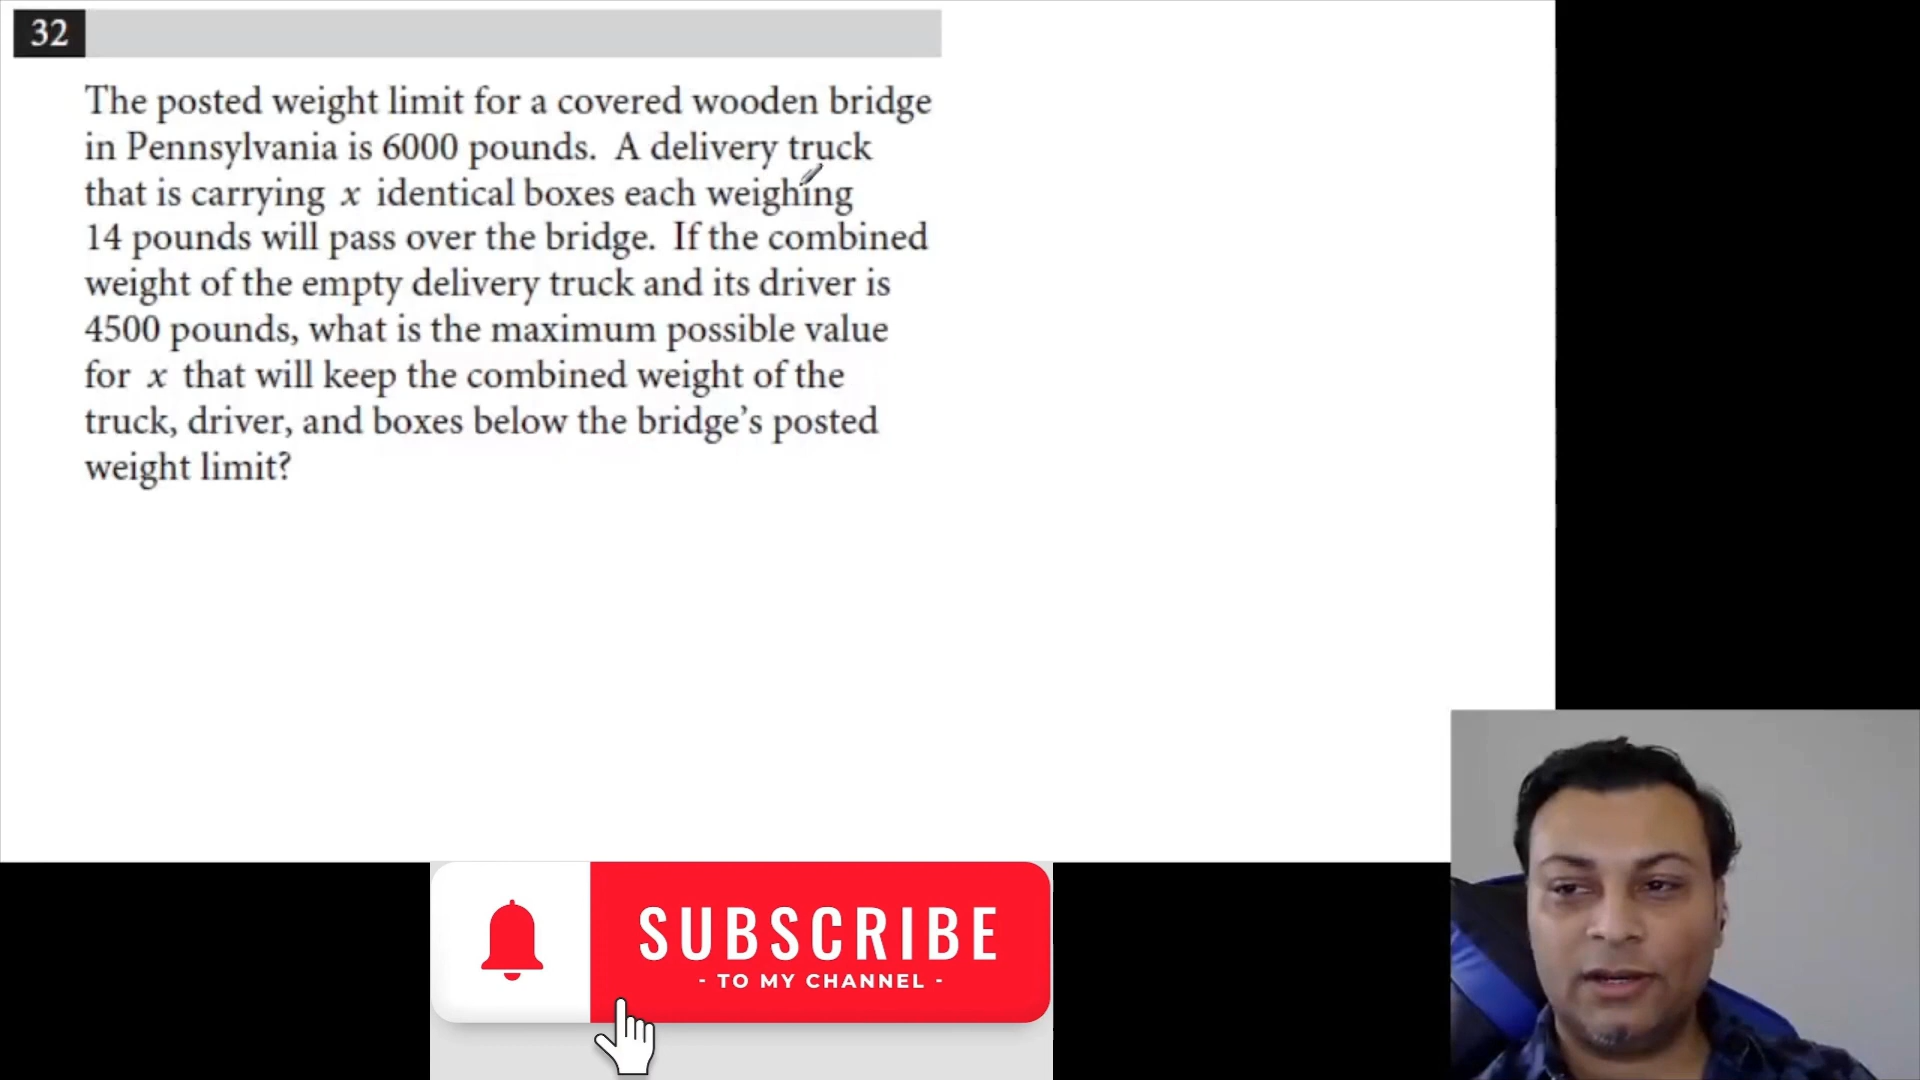 32
The posted weight limit for a covered wooden bridge
in Pennsylvania is 6000 pounds. A delivery truck
that is carrying x identical boxes each weighing
14 pounds will pass over the bridge. If the combined
weight of the empty delivery truck and its driver is
4500 pounds, what is the maximum possible value
for x that will keep the combined weight of the
truck, driver, and boxes below the bridge’s posted
weight limit?
SUBSCRIBE
- TO MY CHANNEL -